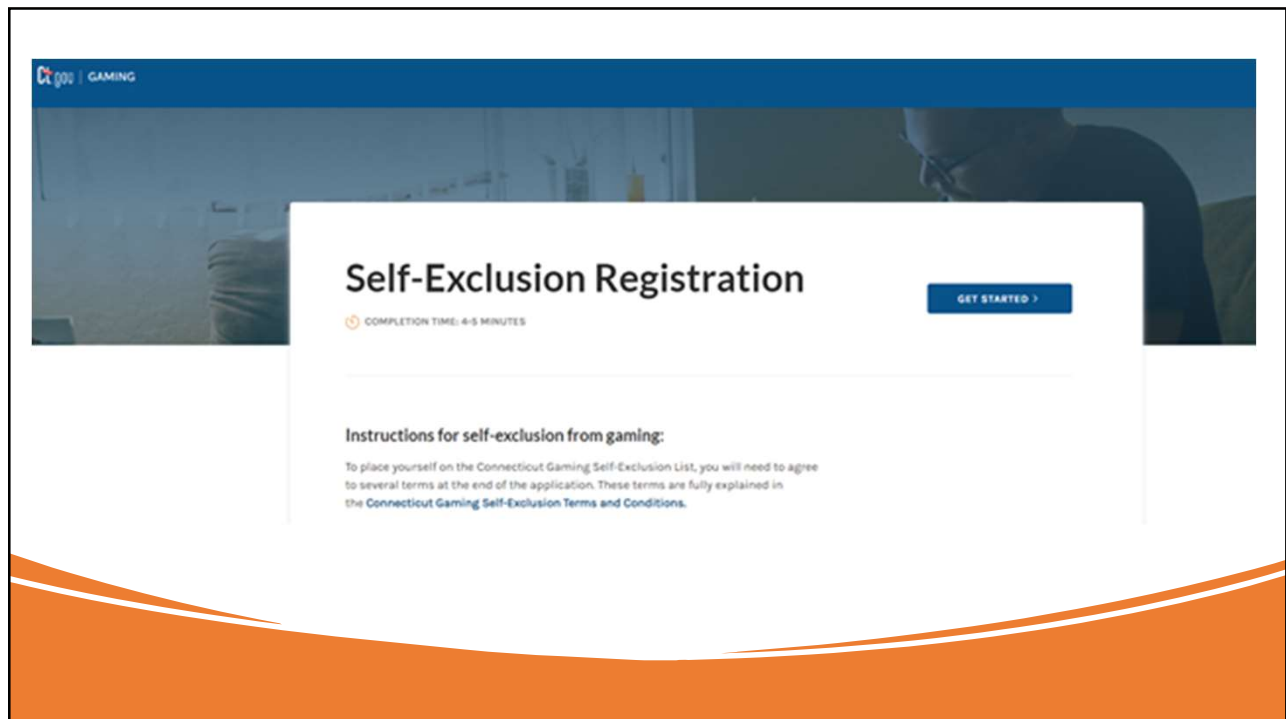 Ct.gov | GAMING
Self-Exclusion Registration
GET STARTED >
COMPLETION TIME: 4-5 MINUTES
Instructions for self-exclusion from gaming:
To place yourself on the Connecticut Gaming Self-Exclusion List, you will need to agree
to several terms at the end of the application. These terms are fully explained in
the Connecticut Gaming Self-Exclusion Terms and Conditions.